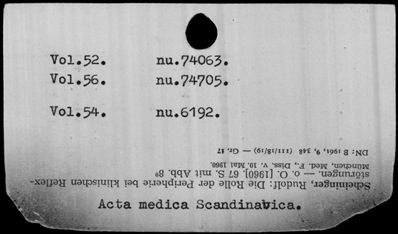 Vol.52. nu.74063.
Vol.56. nu.74705.
Vol.54. nu.6192.
Acta medica Scandinavica.
Scheininger, Rudolf: Die Rolle der Peripherie bei klinischen Reflex-
störungen. — o. O. [1960]. 67 S. mit Abb. 8°
München, Med. F., Diss. v. 10. Mai 1960.
DN: B 1961, 9, 348 (111/18/19) — Gr. 17